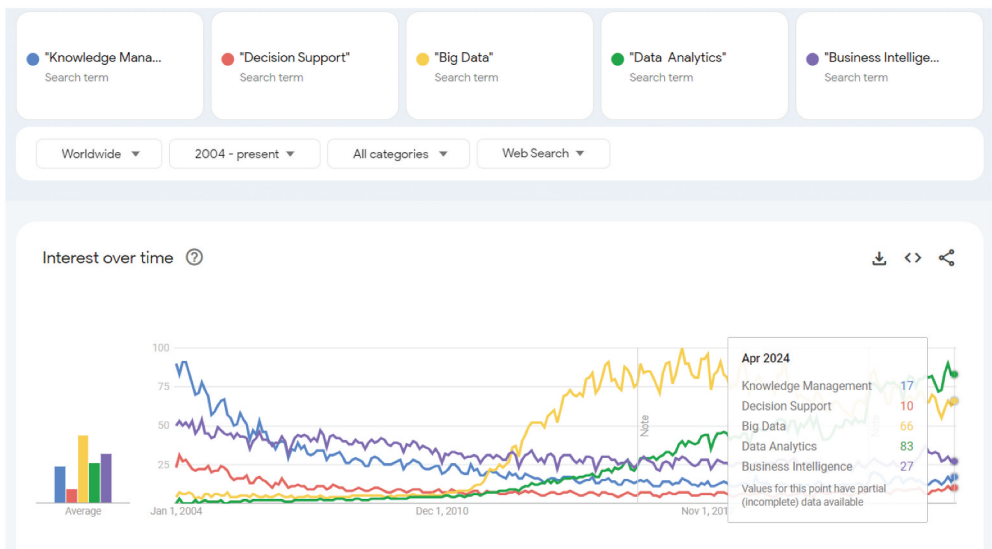 "Knowledge Mana...
Search term
"Decision Support"
Search term
"Big Data"
Search term
"Data Analytics"
Search term
"Business Intellige...
Search term
Worldwide
2004 - present
All categories
Web Search
Interest over time
100
75
50
25
Average
Jan 1, 2004
Dec 1, 2010
Nov 1, 201
Note
Apr 2024
Knowledge Management 17
Decision Support 10
Big Data 66
Data Analytics 83
Business Intelligence 27
Values for this point have partial
(incomplete) data available